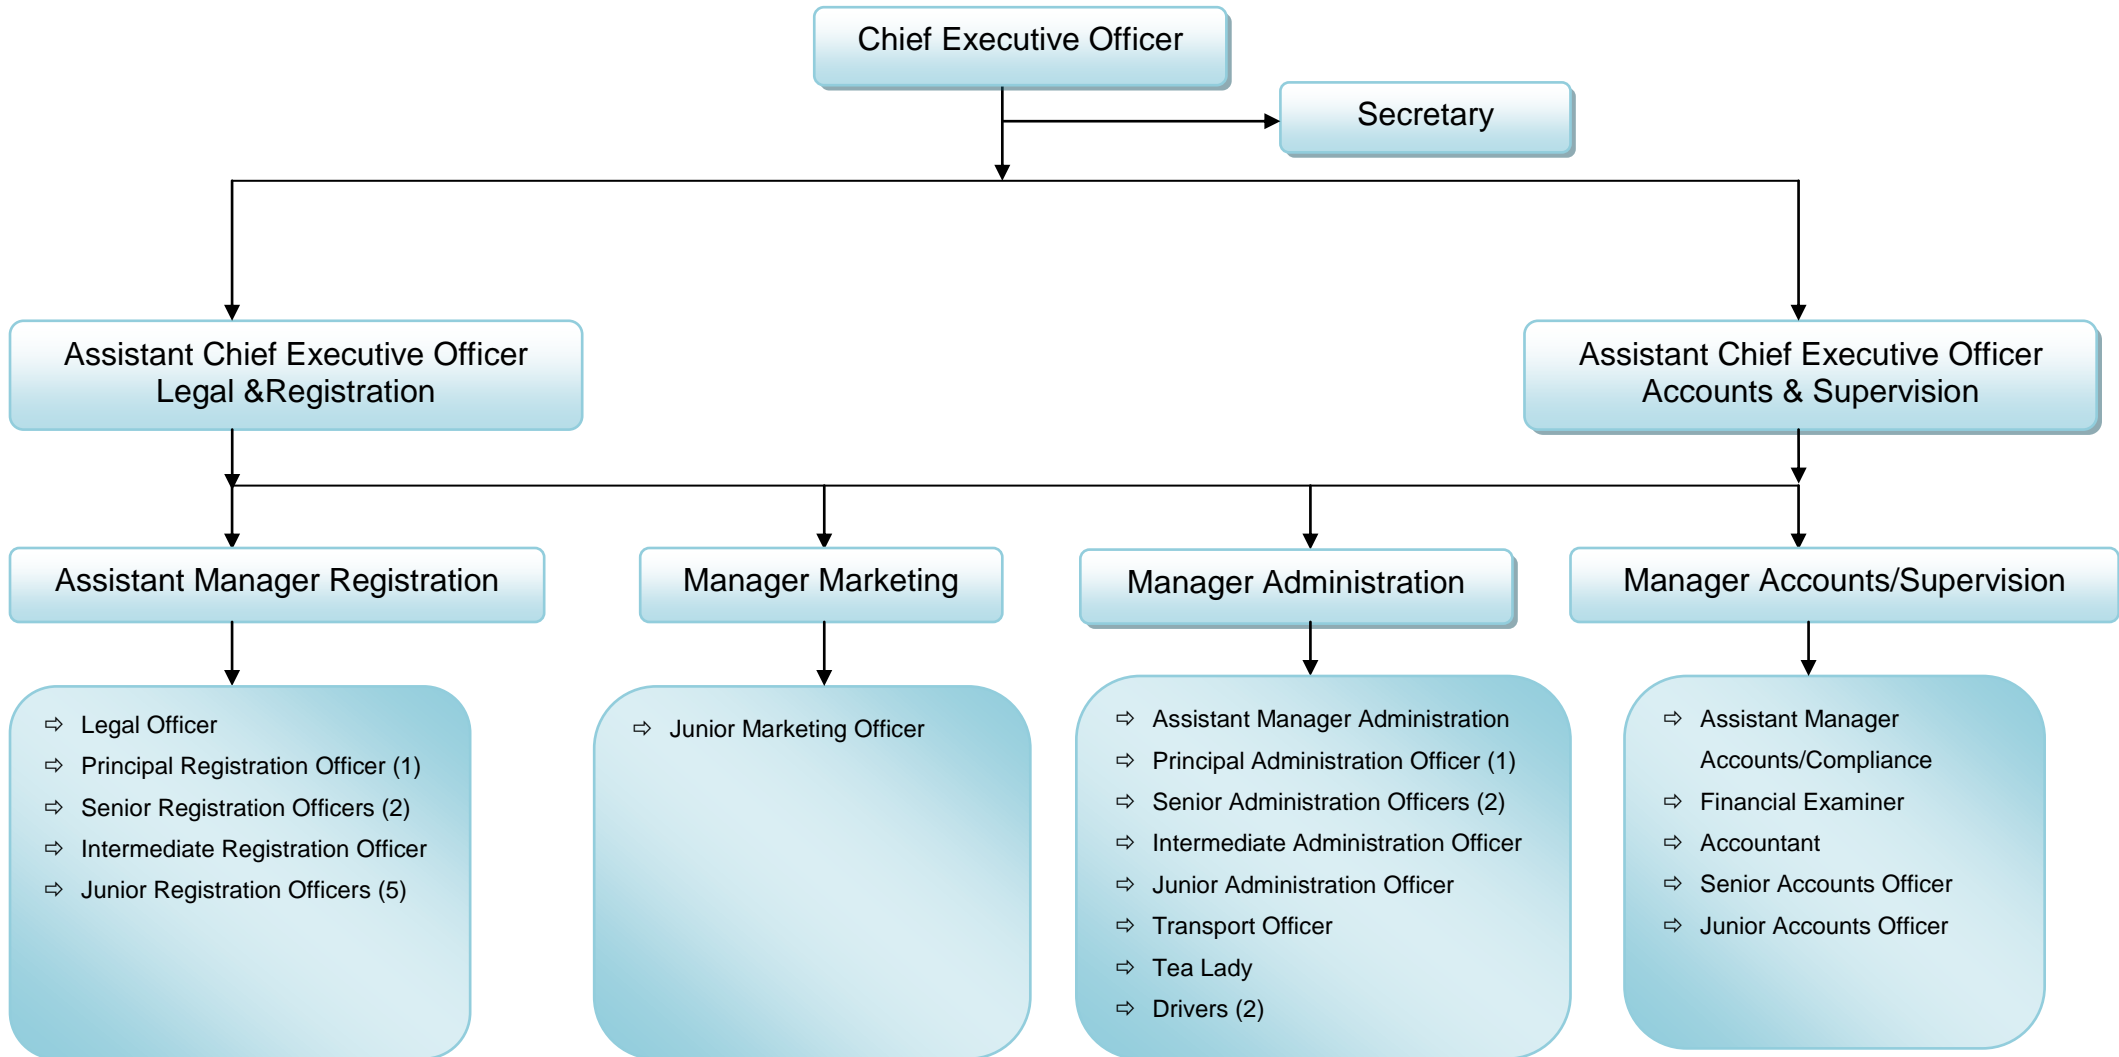 Chief Executive Officer
Secretary
Assistant Chief Executive Officer
Legal &Registration
Assistant Chief Executive Officer
Accounts & Supervision
Assistant Manager Registration
Manager Marketing
Manager Administration
Manager Accounts/Supervision
⇨ Legal Officer
⇨ Principal Registration Officer (1)
⇨ Senior Registration Officers (2)
⇨ Intermediate Registration Officer
⇨ Junior Registration Officers (5)
⇨ Junior Marketing Officer
⇨ Assistant Manager Administration
⇨ Principal Administration Officer (1)
⇨ Senior Administration Officers (2)
⇨ Intermediate Administration Officer
⇨ Junior Administration Officer
⇨ Transport Officer
⇨ Tea Lady
⇨ Drivers (2)
⇨ Assistant Manager
Accounts/Compliance
⇨ Financial Examiner
⇨ Accountant
⇨ Senior Accounts Officer
⇨ Junior Accounts Officer